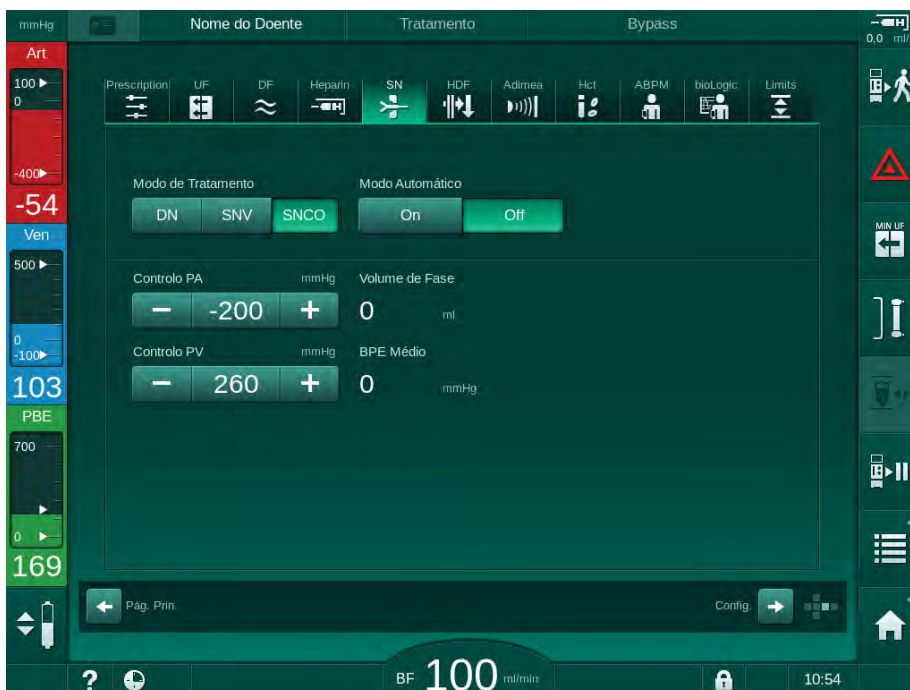 mmHg
Nome do Doente
Tratamento
Bypass
0,0 ml/
Art
100
0
-400
-54
Ven
500
0
-100
103
PBE
700
0
169
Prescription
UF
DF
Heparin
SN
HDF
Adimea
Hct
ABPM
bioLogic
Limits
Modo de Tratamento
DN SNV SNCO
Modo Automático
On Off
Controlo PA mmHg
− -200 +
Volume de Fase
0 ml
Controlo PV mmHg
− 260 +
BPE Médio
0 mmHg
MIN UF
Pág. Prin.
Config.
? BF 100 ml/min
10:54